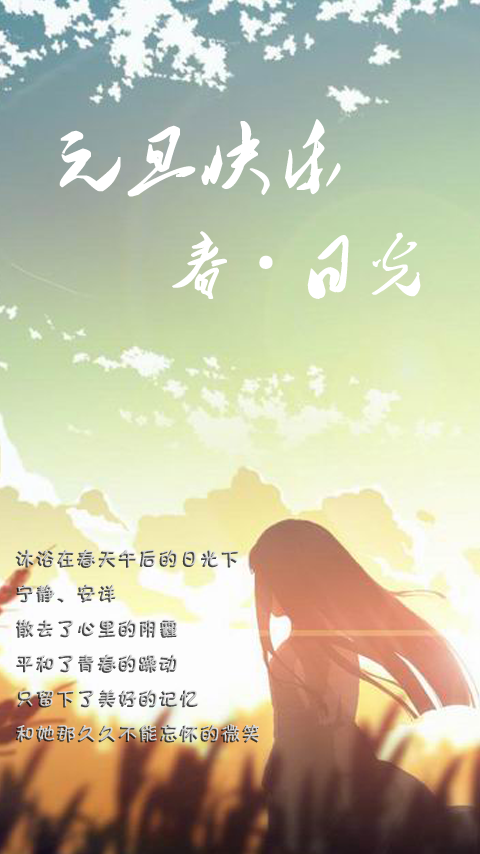 元旦快乐
春·日光
沐浴在春天午后的日光下
宁静、安详
散去了心里的阴霾
平和了青春的躁动
只留下了美好的记忆
和她那久久不能忘怀的微笑